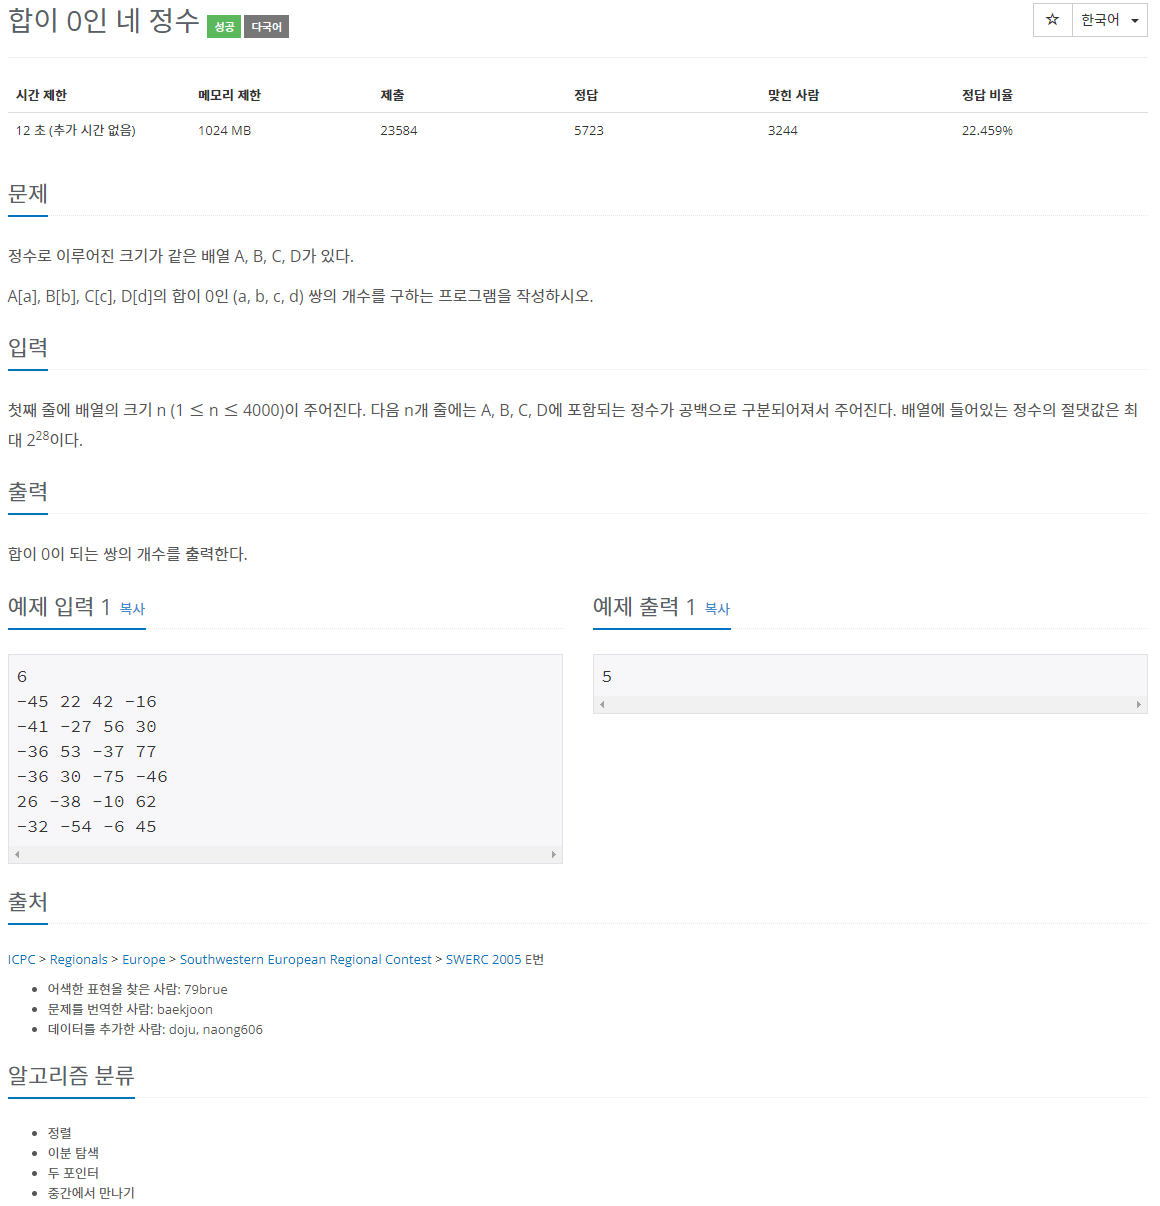 합이 0인 네 정수 성공 다국어
☆ 한국어
시간 제한 메모리 제한 제출 정답 맞힌 사람 정답 비율
12 초 (추가 시간 없음) 1024 MB 23584 5723 3244 22.459%
문제
정수로 이루어진 크기가 같은 배열 A, B, C, D가 있다.
A[a], B[b], C[c], D[d]의 합이 0인 (a, b, c, d) 쌍의 개수를 구하는 프로그램을 작성하시오.
입력
첫째 줄에 배열의 크기 n (1 ≤ n ≤ 4000)이 주어진다. 다음 n개 줄에는 A, B, C, D에 포함되는 정수가 공백으로 구분되어져서 주어진다. 배열에 들어있는 정수의 절댓값은 최
대 2²⁸이다.
출력
합이 0이 되는 쌍의 개수를 출력한다.
예제 입력 1 복사
6
-45 22 42 -16
-41 -27 56 30
-36 53 -37 77
-36 30 -75 -46
26 -38 -10 62
-32 -54 -6 45
예제 출력 1 복사
5
출처
ICPC > Regionals > Europe > Southwestern European Regional Contest > SWERC 2005 E번
어색한 표현을 찾은 사람: 79brue
문제를 번역한 사람: baekjoon
데이터를 추가한 사람: doju, naong606
알고리즘 분류
정렬
이분 탐색
두 포인터
중간에서 만나기